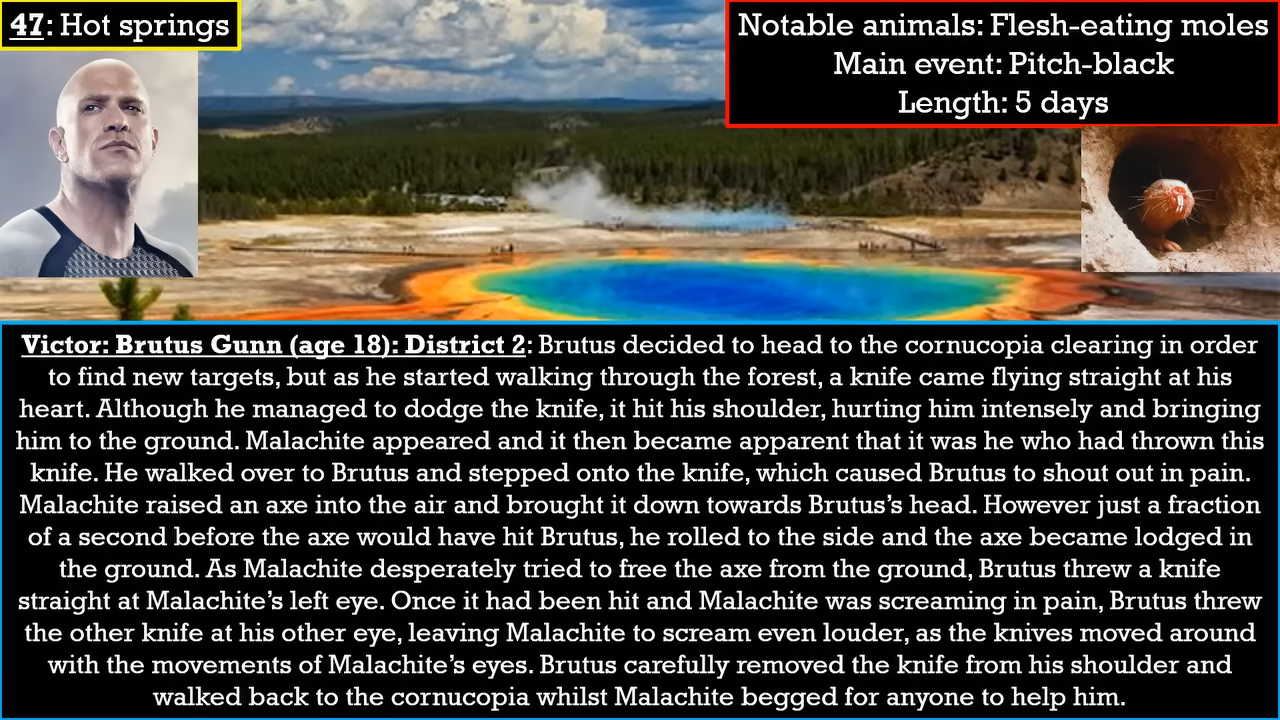 47: Hot springs
Notable animals: Flesh-eating moles
Main event: Pitch-black
Length: 5 days
Victor: Brutus Gunn (age 18): District 2: Brutus decided to head to the cornucopia clearing in order
to find new targets, but as he started walking through the forest, a knife came flying straight at his
heart. Although he managed to dodge the knife, it hit his shoulder, hurting him intensely and bringing
him to the ground. Malachite appeared and it then became apparent that it was he who had thrown this
knife. He walked over to Brutus and stepped onto the knife, which caused Brutus to shout out in pain.
Malachite raised an axe into the air and brought it down towards Brutus’s head. However just a fraction
of a second before the axe would have hit Brutus, he rolled to the side and the axe became lodged in
the ground. As Malachite desperately tried to free the axe from the ground, Brutus threw a knife
straight at Malachite’s left eye. Once it had been hit and Malachite was screaming in pain, Brutus threw
the other knife at his other eye, leaving Malachite to scream even louder, as the knives moved around
with the movements of Malachite’s eyes. Brutus carefully removed the knife from his shoulder and
walked back to the cornucopia whilst Malachite begged for anyone to help him.